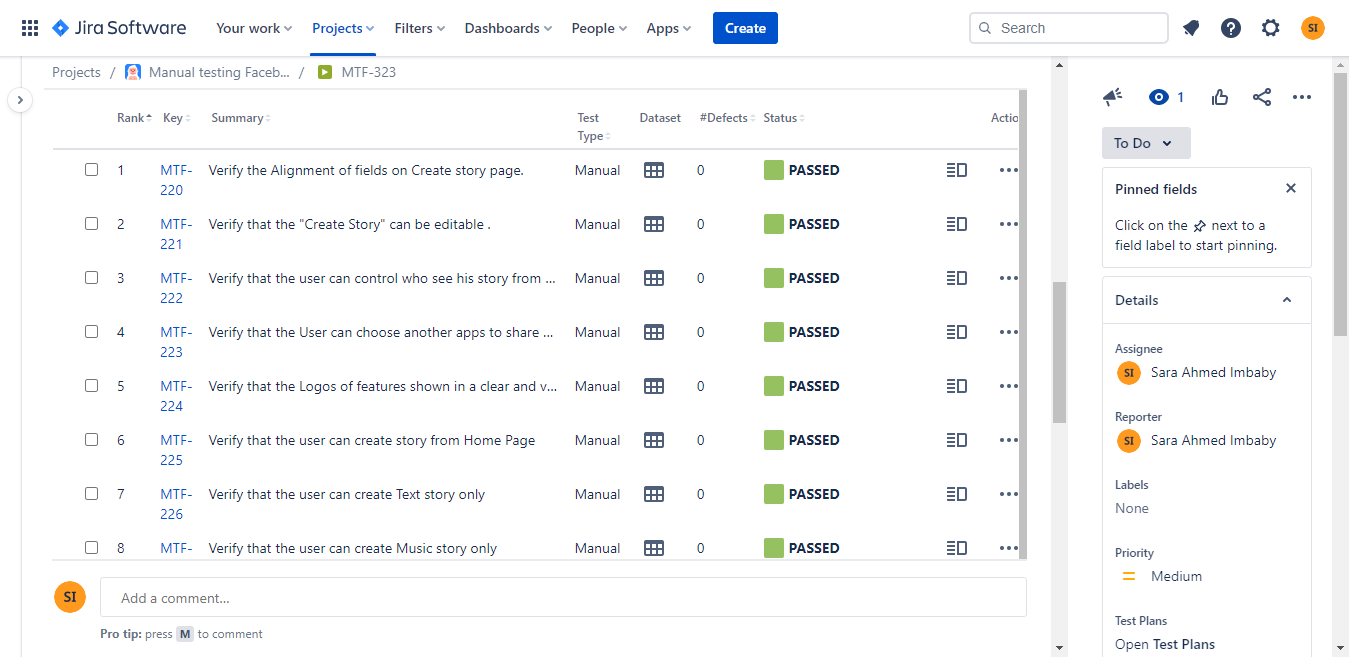 Jira Software Your work Projects Filters Dashboards People Apps Create Search SI
Projects / Manual testing Faceb... / MTF-323
1
To Do
Pinned fields
Click on the next to a
field label to start pinning.
Details
Assignee
SI Sara Ahmed Imbaby
Reporter
SI Sara Ahmed Imbaby
Labels
None
Priority
Medium
Test Plans
Open Test Plans
Rank Key Summary Test Type Dataset #Defects Status Actio
1 MTF-220 Verify the Alignment of fields on Create story page. Manual 0 PASSED
2 MTF-221 Verify that the "Create Story" can be editable . Manual 0 PASSED
3 MTF-222 Verify that the user can control who see his story from ... Manual 0 PASSED
4 MTF-223 Verify that the User can choose another apps to share ... Manual 0 PASSED
5 MTF-224 Verify that the Logos of features shown in a clear and v... Manual 0 PASSED
6 MTF-225 Verify that the user can create story from Home Page Manual 0 PASSED
7 MTF-226 Verify that the user can create Text story only Manual 0 PASSED
8 MTF- Verify that the user can create Music story only Manual 0 PASSED
SI Add a comment...
Pro tip: press M to comment